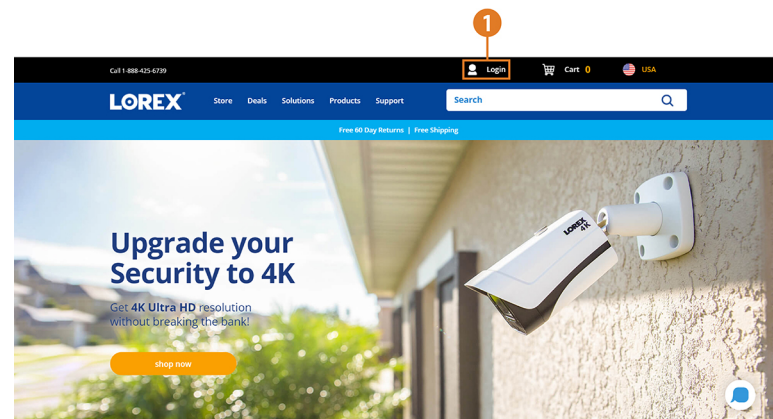 1
Call 1-888-425-6739
Login
Cart 0
USA
LOREX
Store Deals Solutions Products Support
Search
Free 60 Day Returns | Free Shipping
LOREX
4K
Upgrade your
Security to 4K
Get 4K Ultra HD resolution
without breaking the bank!
shop now